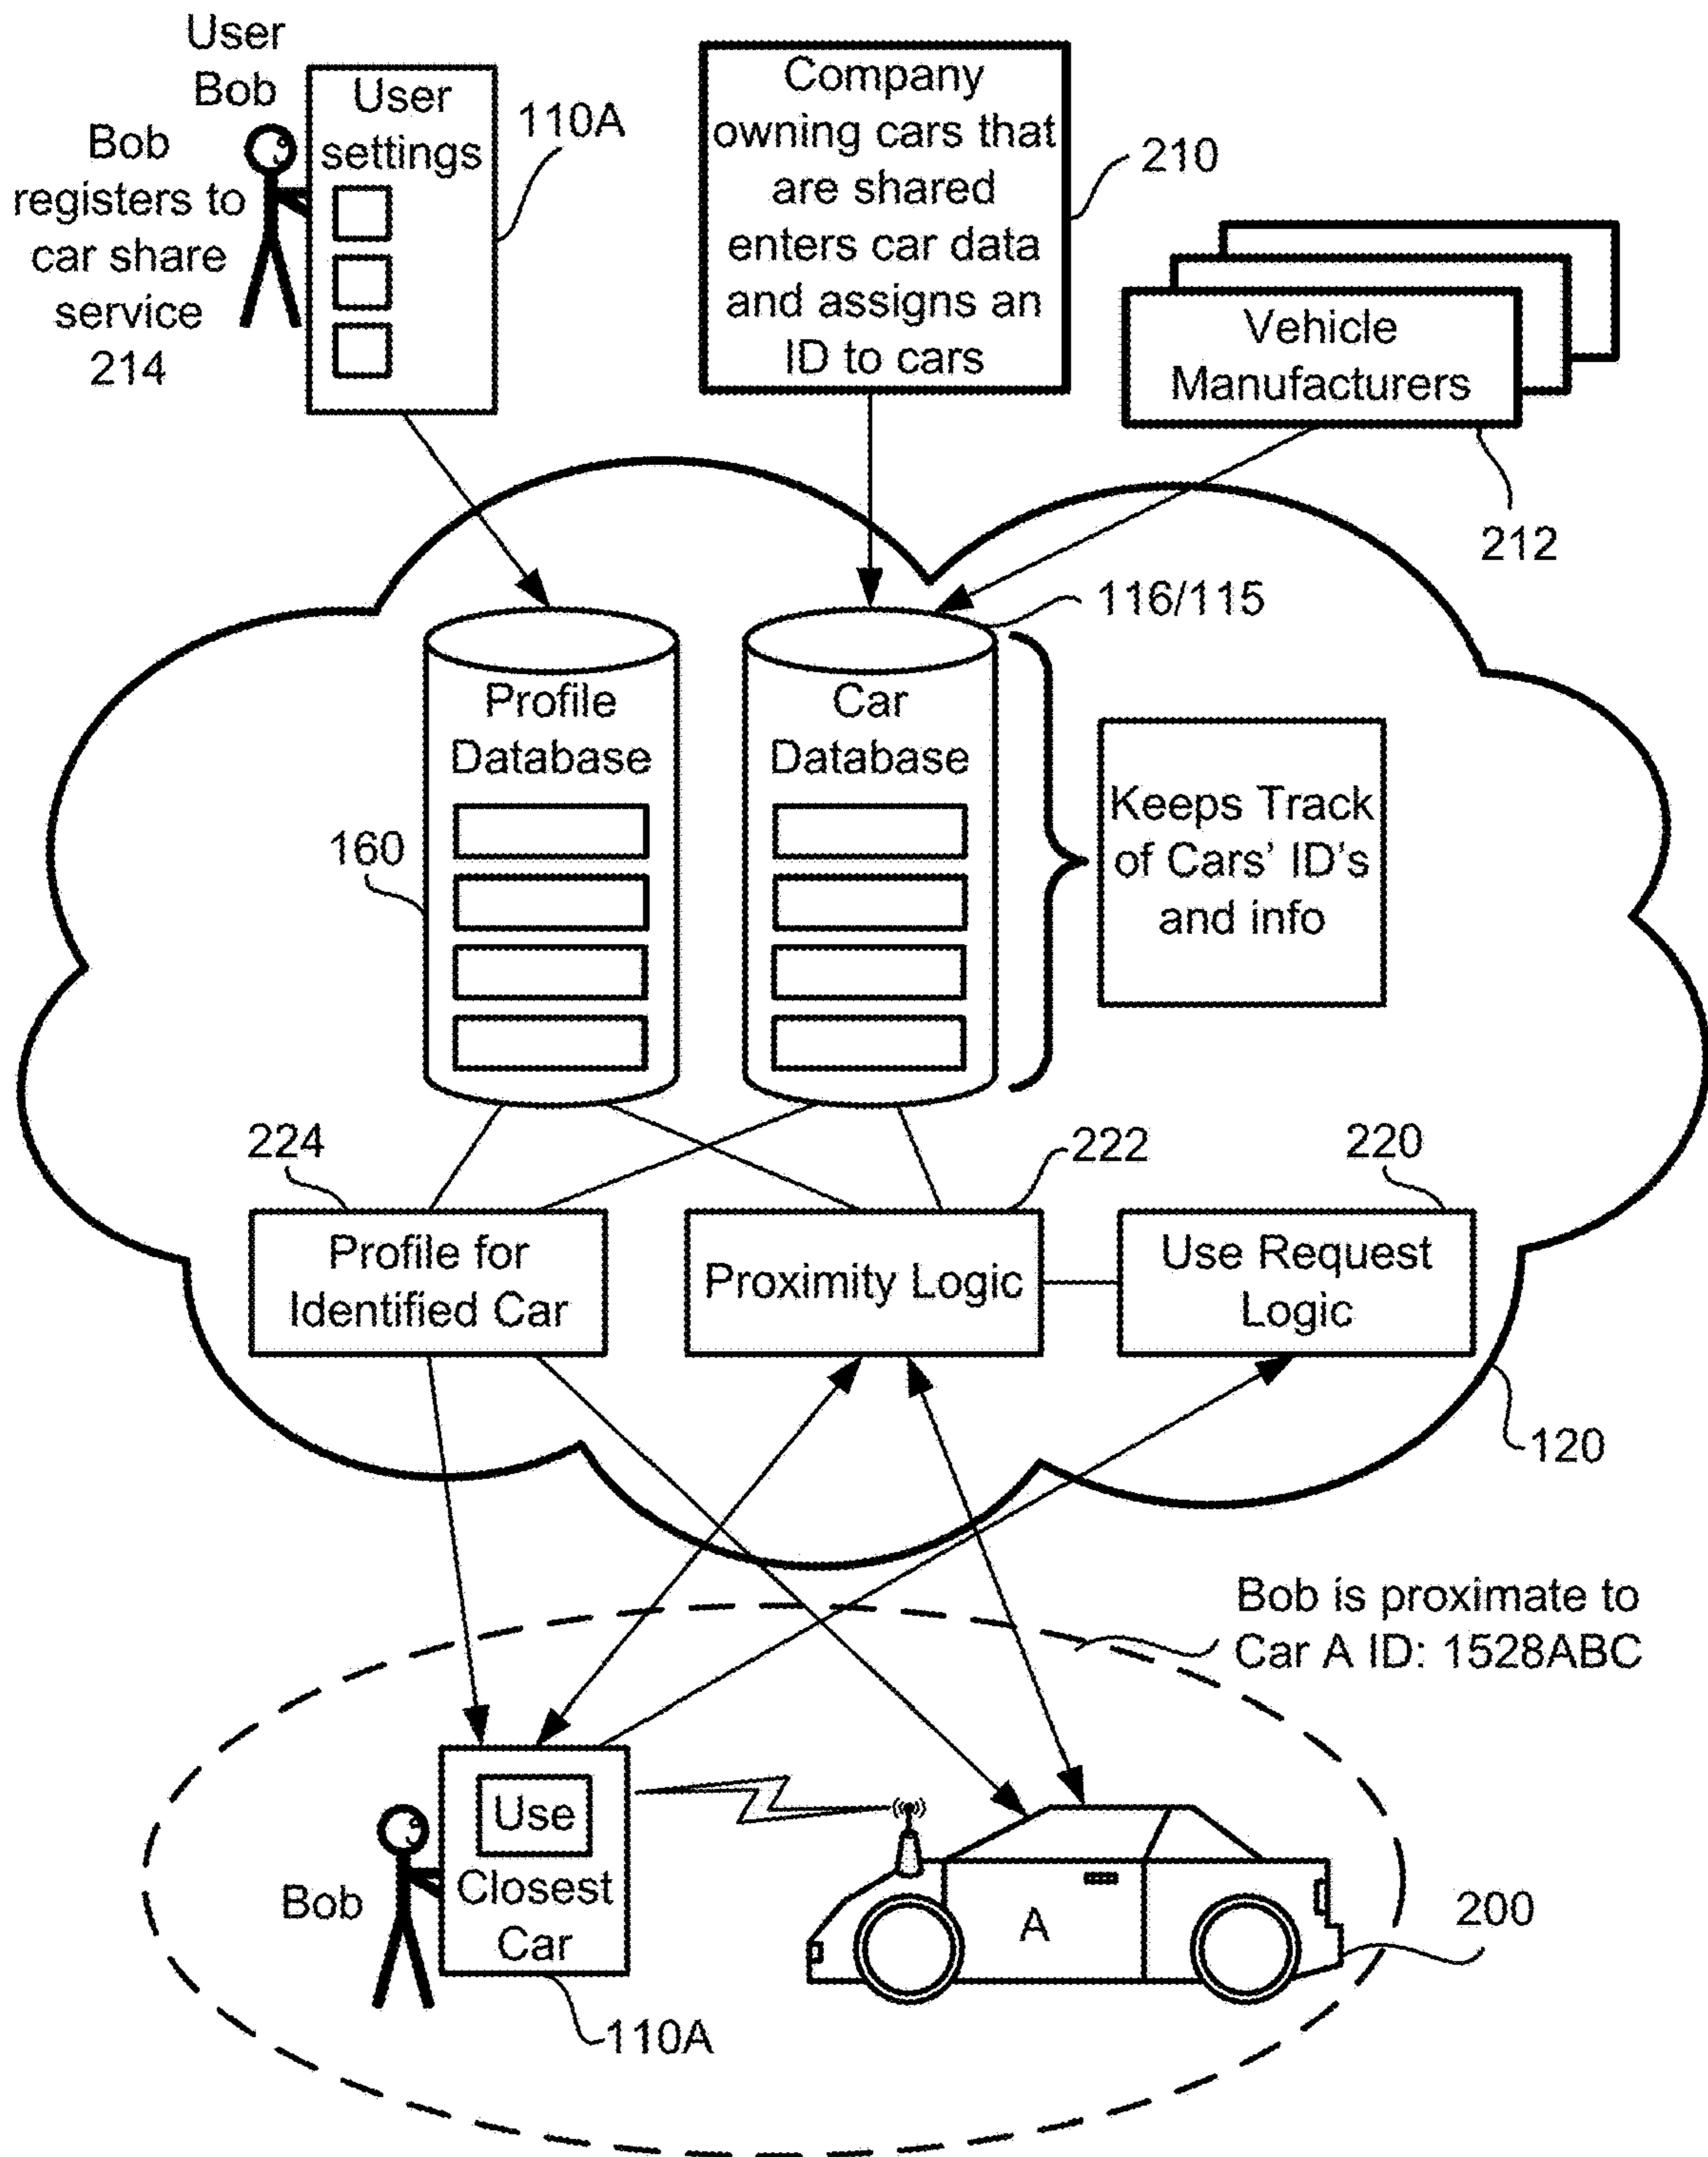 User
Bob
Bob
registers to
car share
service
214
User
settings
110A
Company
owning cars that
are shared
enters car data
and assigns an
ID to cars
210
Vehicle
Manufacturers
212
116/115
Profile
Database
Car
Database
160
Keeps Track
of Cars' ID's
and info
224
222
220
Profile for
Identified Car
Proximity Logic
Use Request
Logic
120
Bob is proximate to
Car A ID: 1528ABC
Use
Closest
Car
Bob
A
200
110A